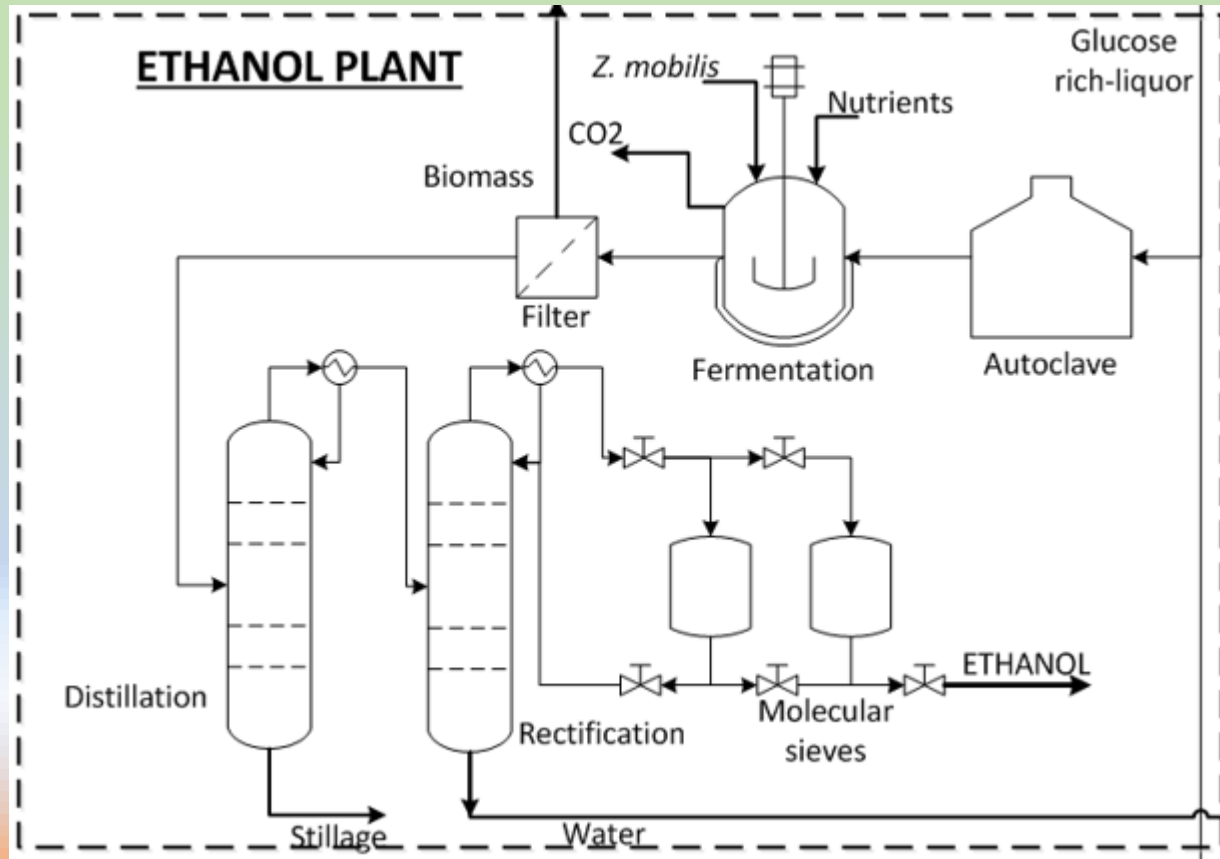 ETHANOL PLANT
Z. mobilis
Glucose
rich-liquor
Nutrients
CO2
Biomass
Filter
Fermentation
Autoclave
Distillation
Rectification
Molecular
sieves
ETHANOL
Stillage
Water